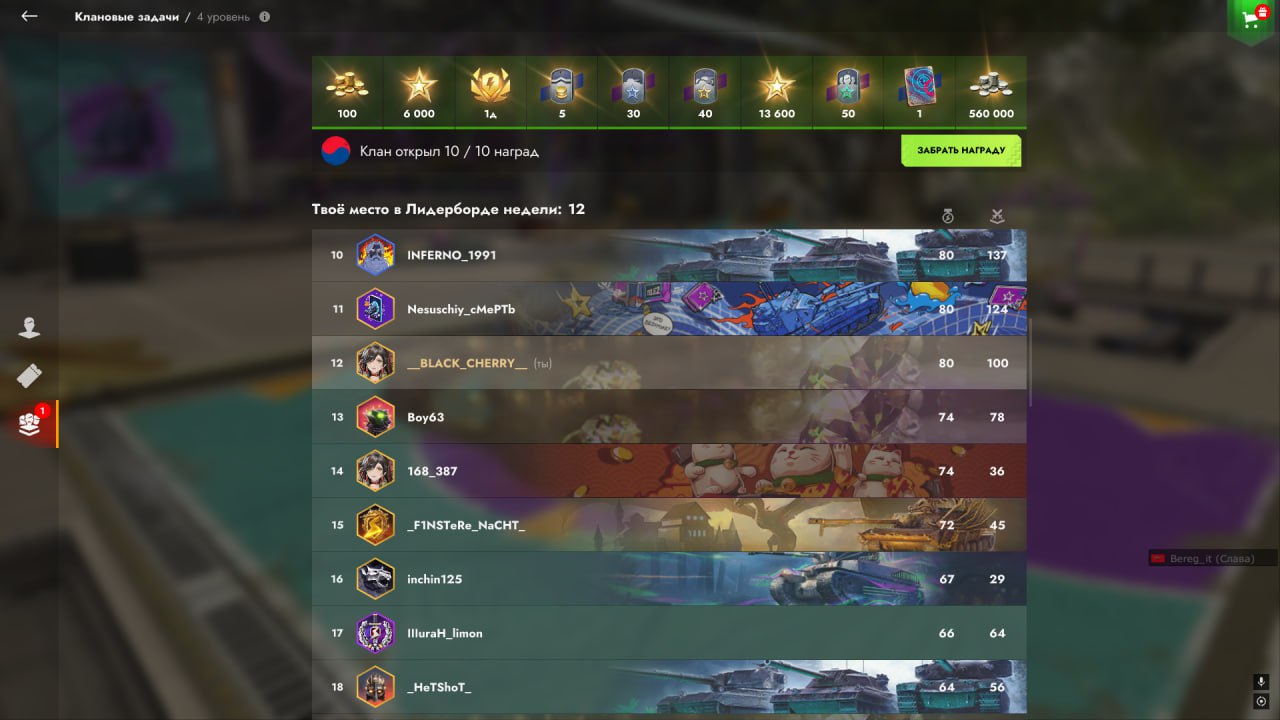 Клановые задачи / 4 уровень
100 6 000 1д 5 30 40 13 600 50 1 560 000
Клан открыл 10 / 10 наград
ЗАБРАТЬ НАГРАДУ
Твоё место в Лидерборде недели: 12
10 INFERNO_1991 80 137
11 Nesuschiy_cMePTb 80 124
12 __BLACK_CHERRY__ (ты) 80 100
13 Boy63 74 78
14 168_387 74 36
15 _F1NSTeRe_NaCHT_ 72 45
1
16 inchin125 67 29
Bereg_it (Слава)
17 IlluraH_limon 66 64
18 _HeTShoT_ 64 56